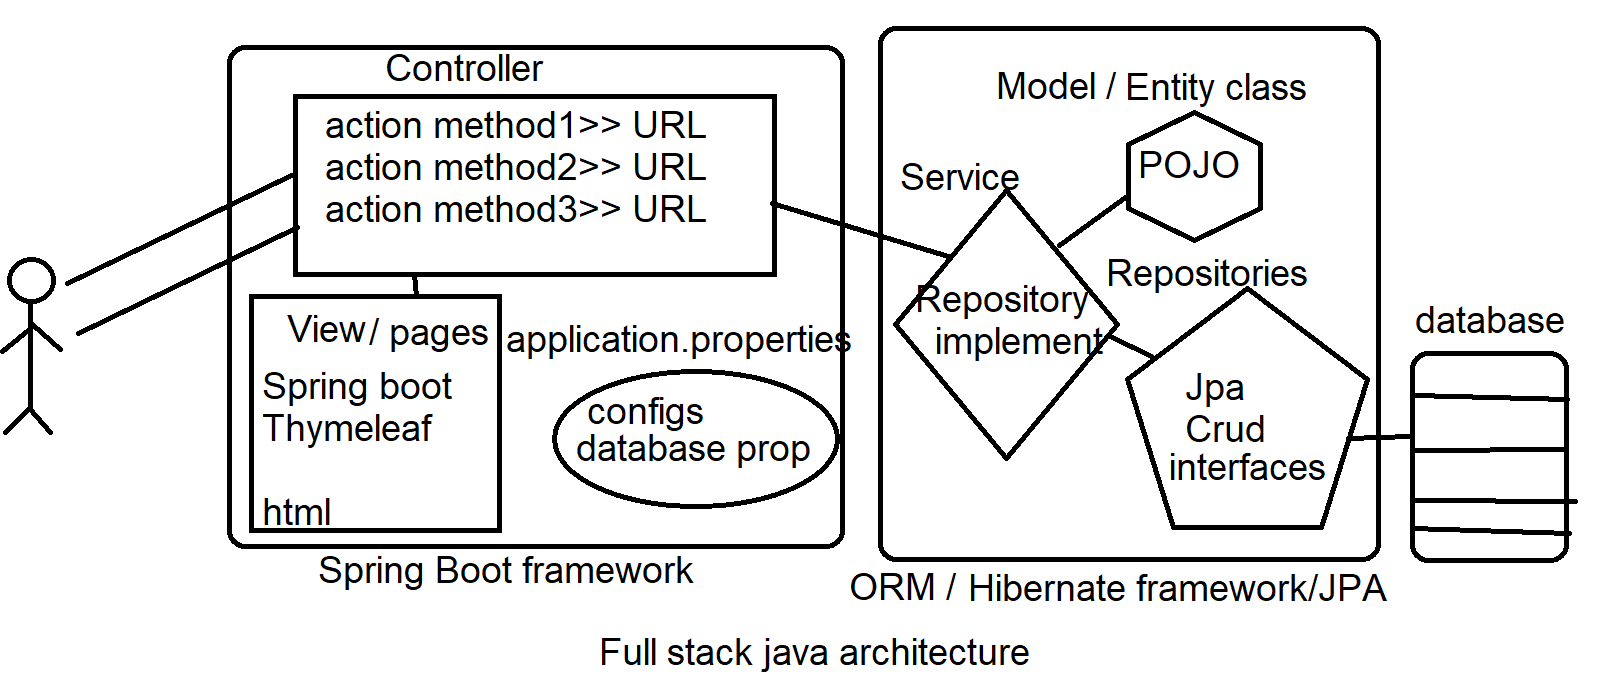 Controller
action method1>> URL
action method2>> URL
action method3>> URL
View / pages
Spring boot
Thymeleaf
html
application.properties
configs
database prop
Spring Boot framework
Model / Entity class
POJO
Service
Repository
implement
Repositories
Jpa
Crud
interfaces
database
ORM / Hibernate framework/JPA
Full stack java architecture